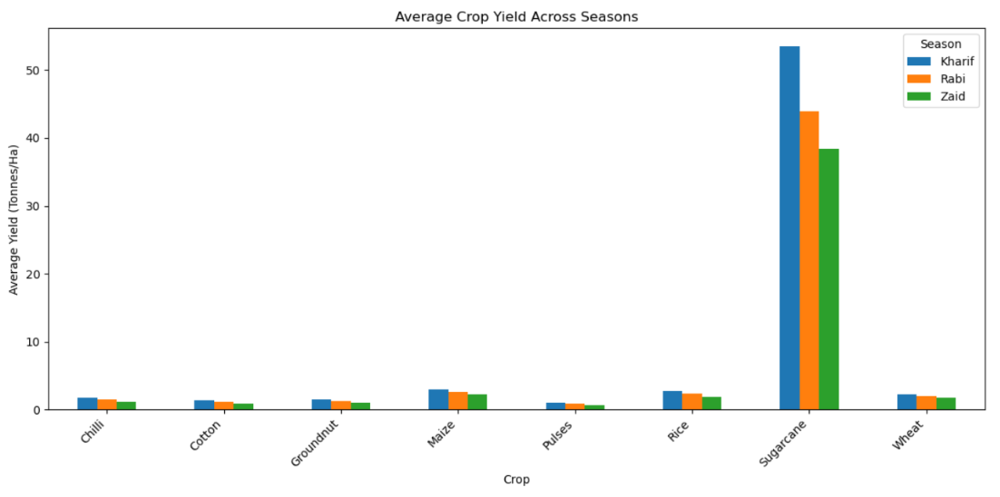 Average Crop Yield Across Seasons
Season
Kharif
Rabi
Zaid
Average Yield (Tonnes/Ha)
50
40
30
20
10
0
Chilli
Cotton
Groundnut
Maize
Pulses
Rice
Sugarcane
Wheat
Crop